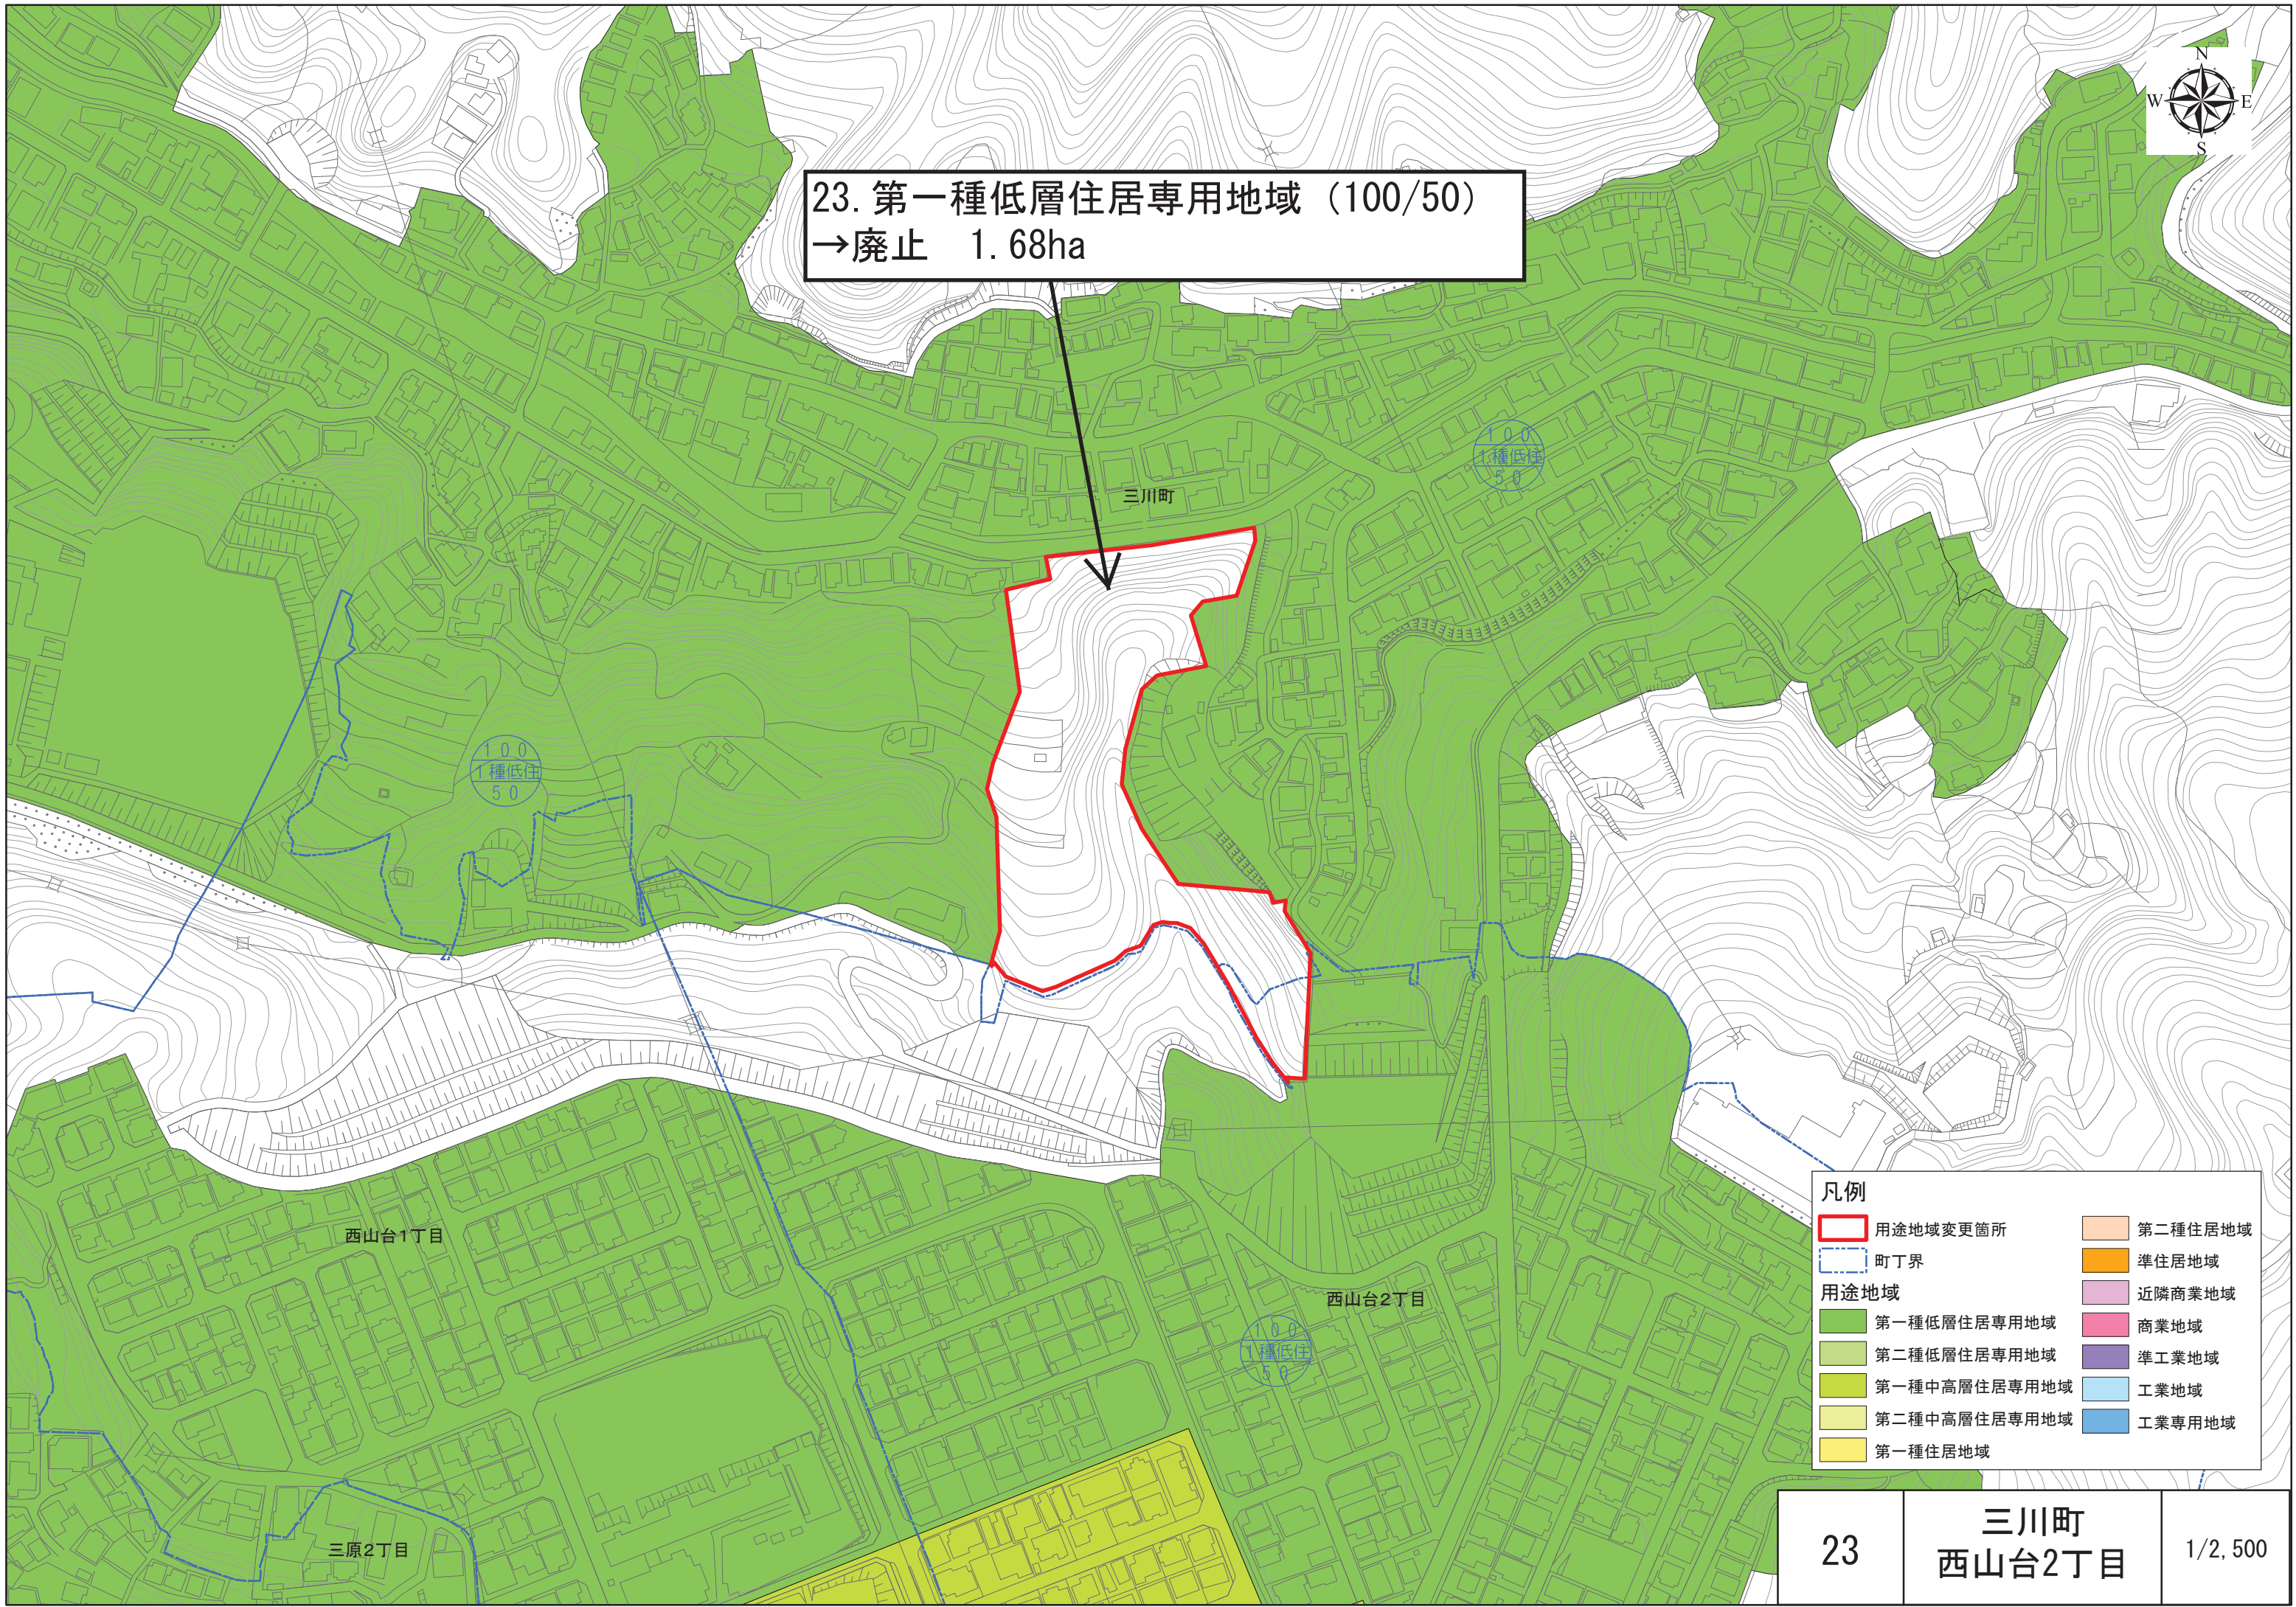 N
W
E
S
23.第一種低層住居専用地域（100/50）
→廃止　1.68ha
三川町
100
1種低住
50
100
1種低住
50
西山台1丁目
西山台2丁目
100
1種低住
50
三原2丁目
凡例
用途地域変更箇所
町丁界
用途地域
第一種低層住居専用地域
第二種低層住居専用地域
第一種中高層住居専用地域
第二種中高層住居専用地域
第一種住居地域
第二種住居地域
準住居地域
近隣商業地域
商業地域
準工業地域
工業地域
工業専用地域
23
三川町
西山台2丁目
1/2,500